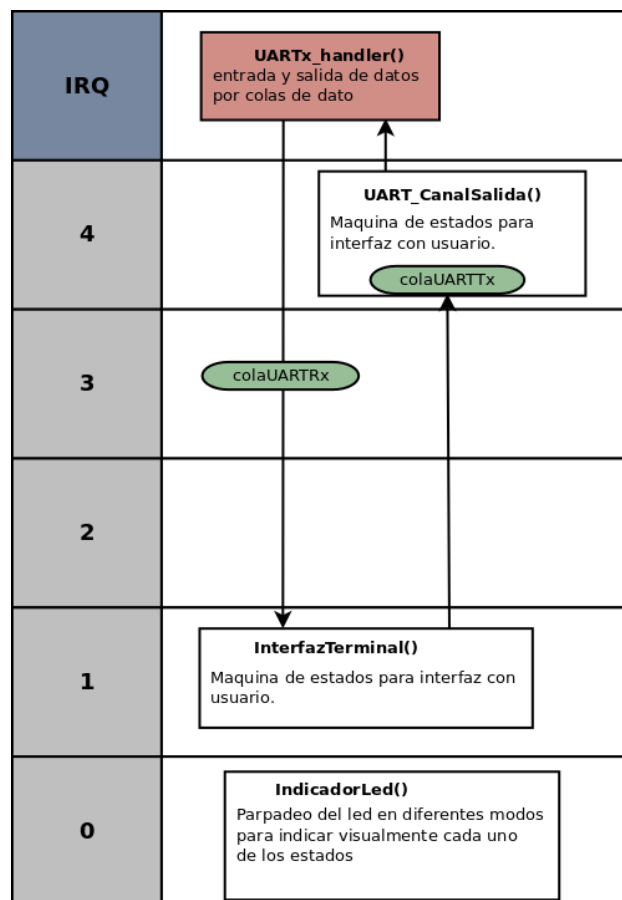 IRQ
UARTx_handler()
entrada y salida de datos
por colas de dato
4
UART_CanalSalida()
Maquina de estados para
interfaz con usuario.
colaUARTTx
3
colaUARTRx
2
1
InterfazTerminal()
Maquina de estados para interfaz con
usuario.
0
IndicadorLed()
Parpadeo del led en diferentes modos
para indicar visualmente cada uno
de los estados